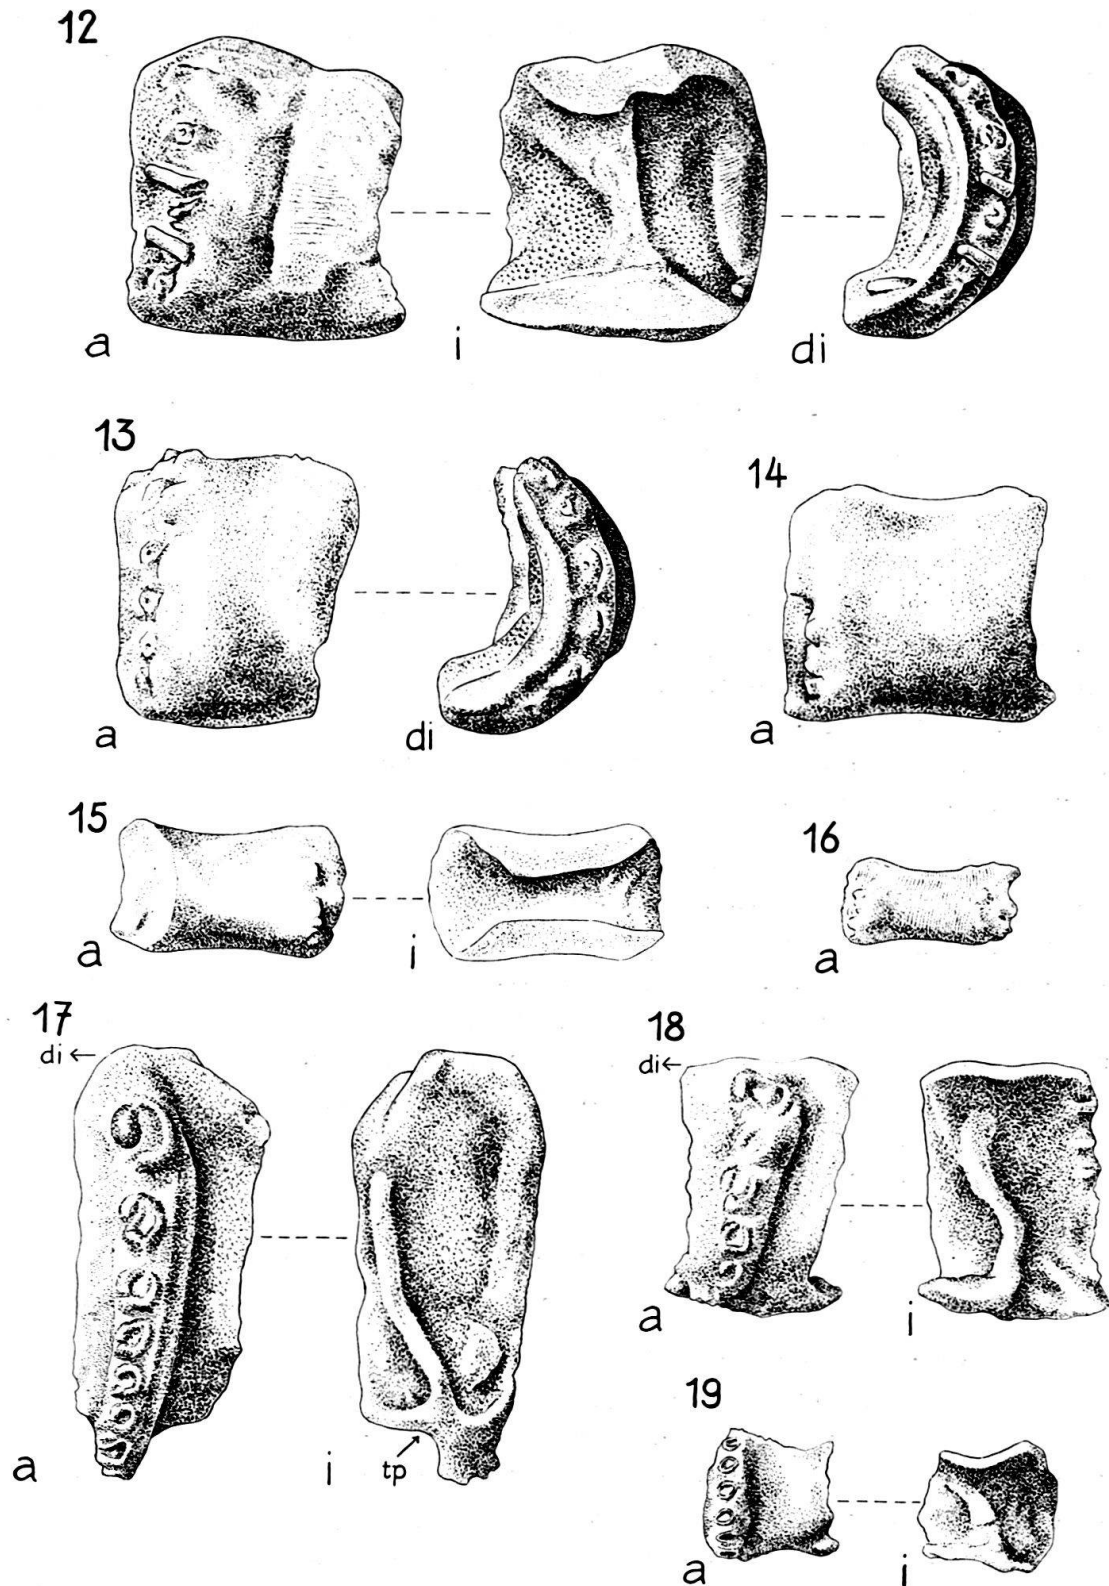 12
a i di
13 14
a di a
15 16
a i a
17 18
di ← di ←
a i
19
a i tp
a i